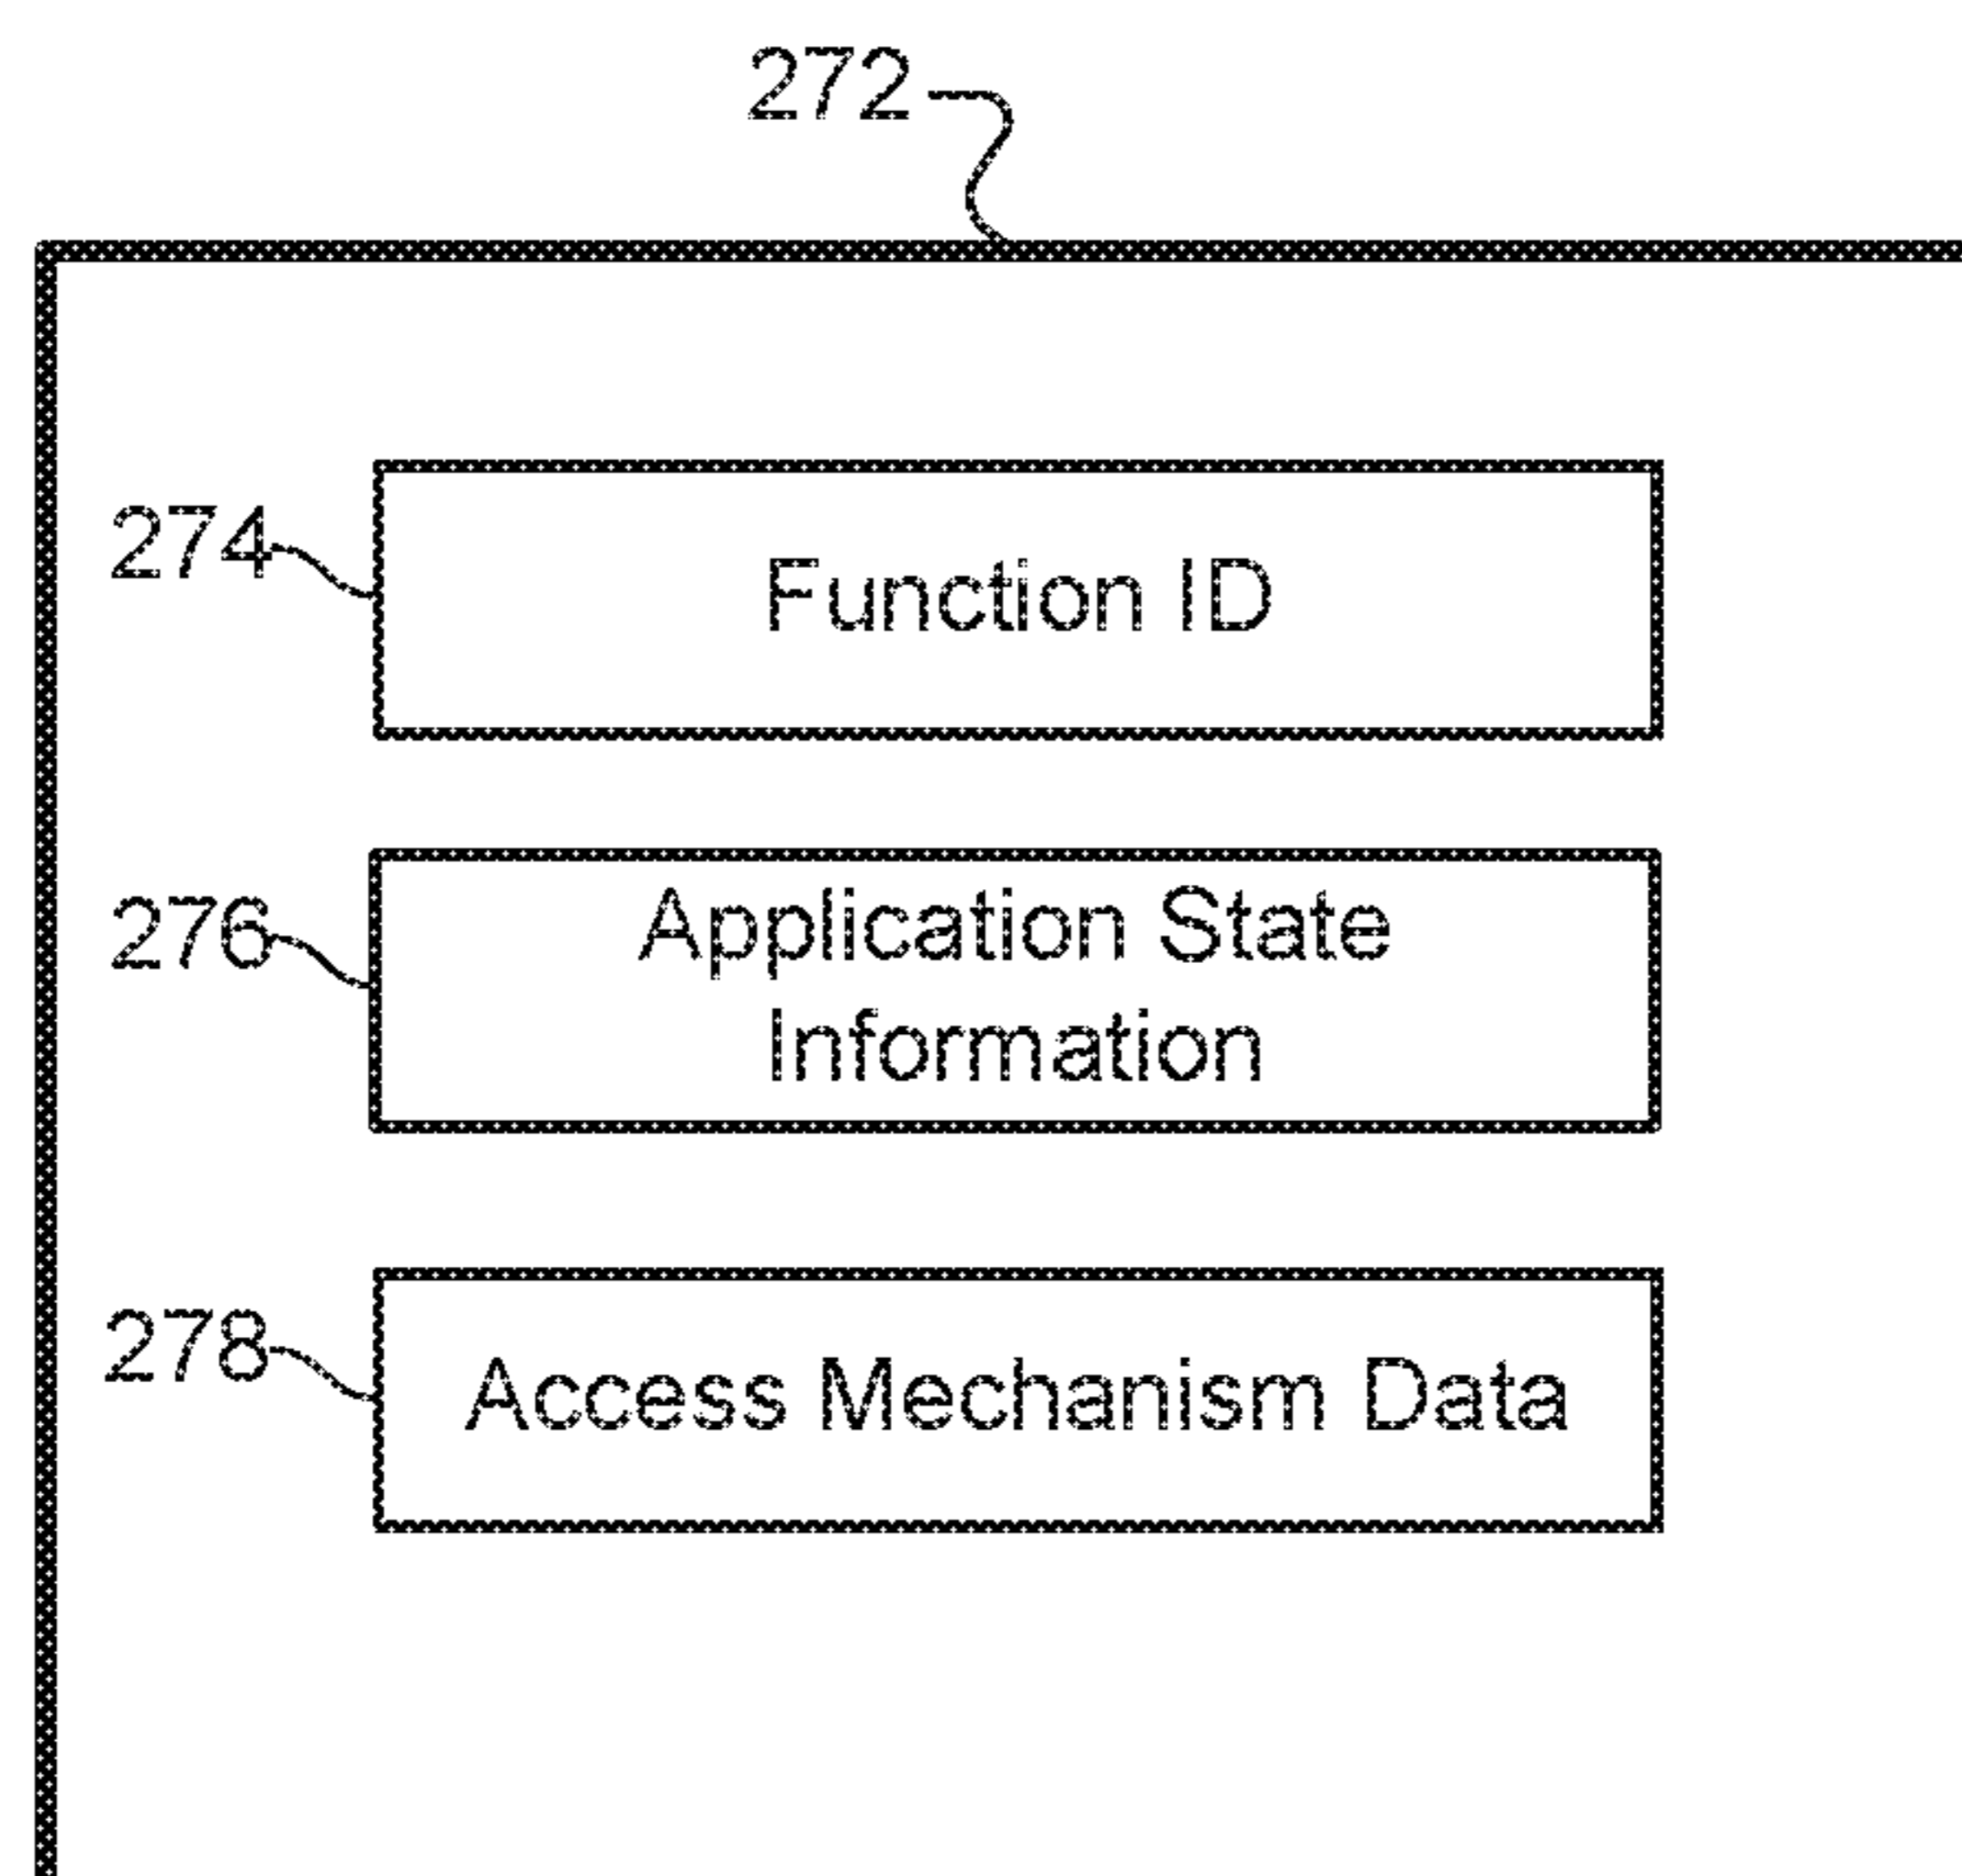 272
274
Function ID
276
Application State
Information
278
Access Mechanism Data